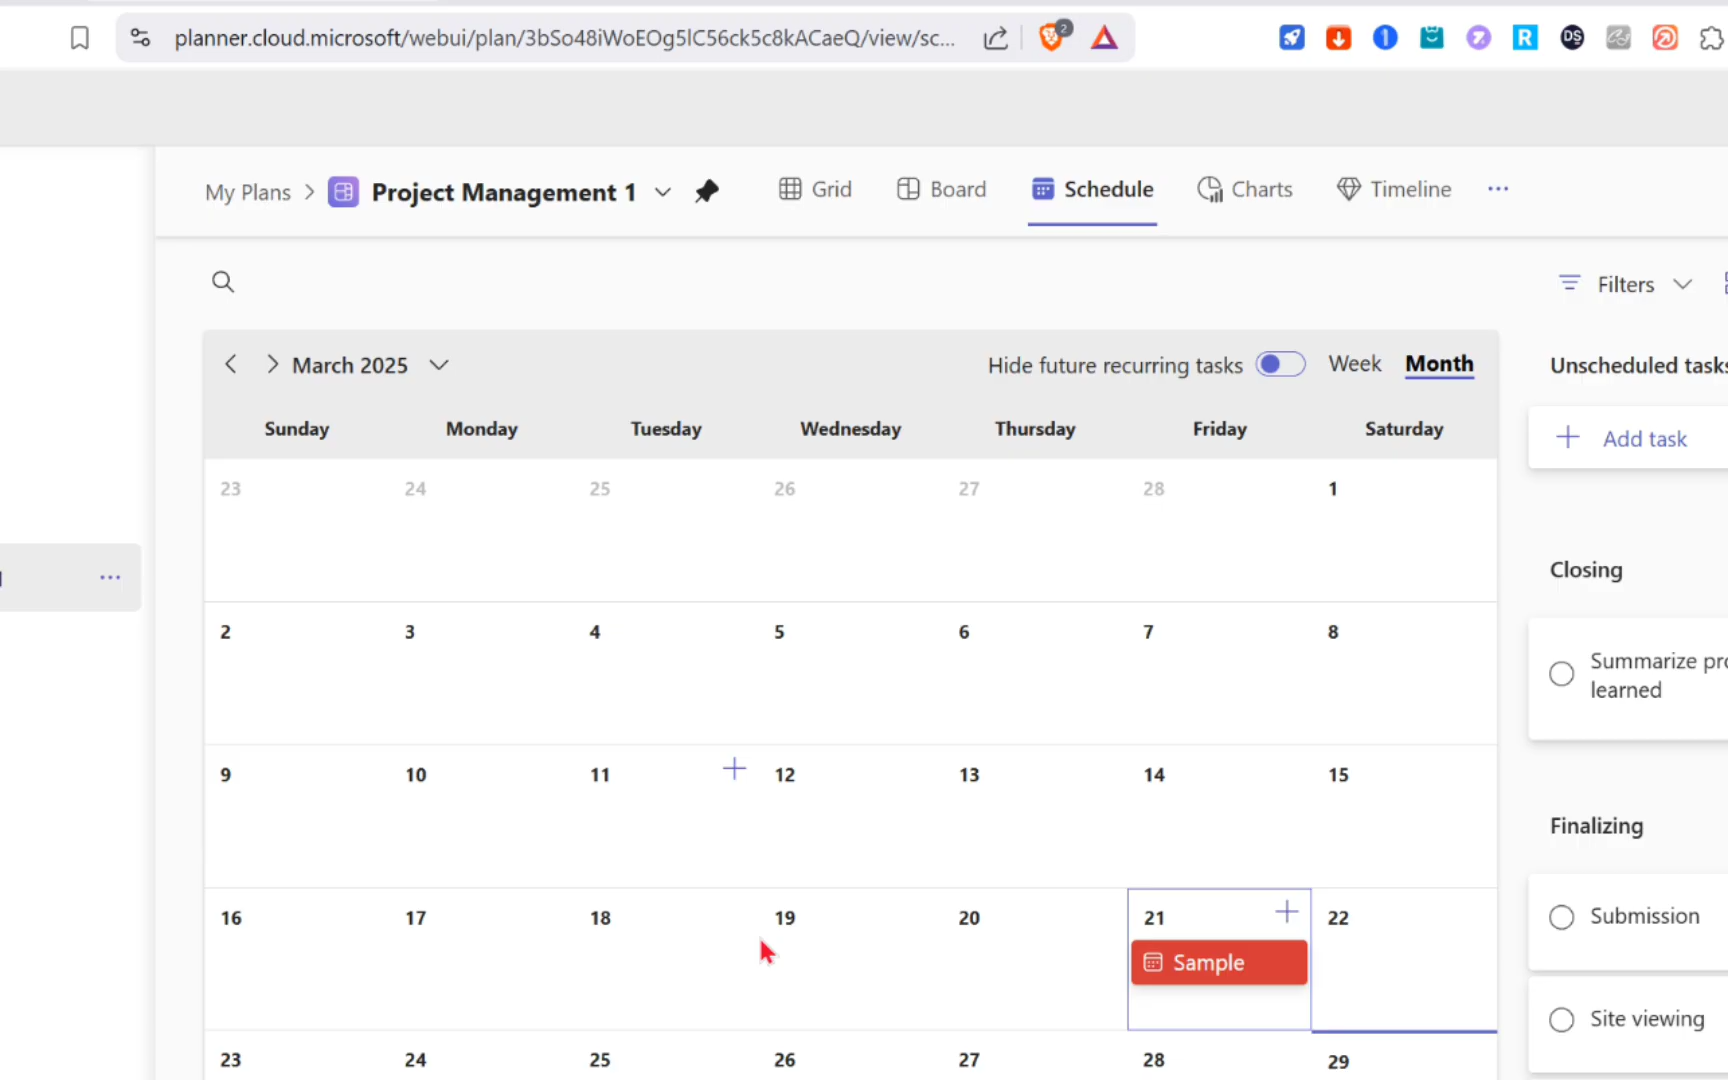 planner.cloud.microsoft/webui/plan/3bSo48iWoEOg5lC56ck5c8kACaeQ/view/sc...
2
1
R
DS
My Plans > Project Management 1
Grid Board Schedule Charts Timeline ...
Filters
March 2025
Hide future recurring tasks Week Month
Sunday Monday Tuesday Wednesday Thursday Friday Saturday
23 24 25 26 27 28 1
2 3 4 5 6 7 8
9 10 11 12 13 14 15
16 17 18 19 20 21 22
Sample
23 24 25 26 27 28 29
Unscheduled tasks
+ Add task
Closing
Summarize pro
learned
Finalizing
Submission
Site viewing